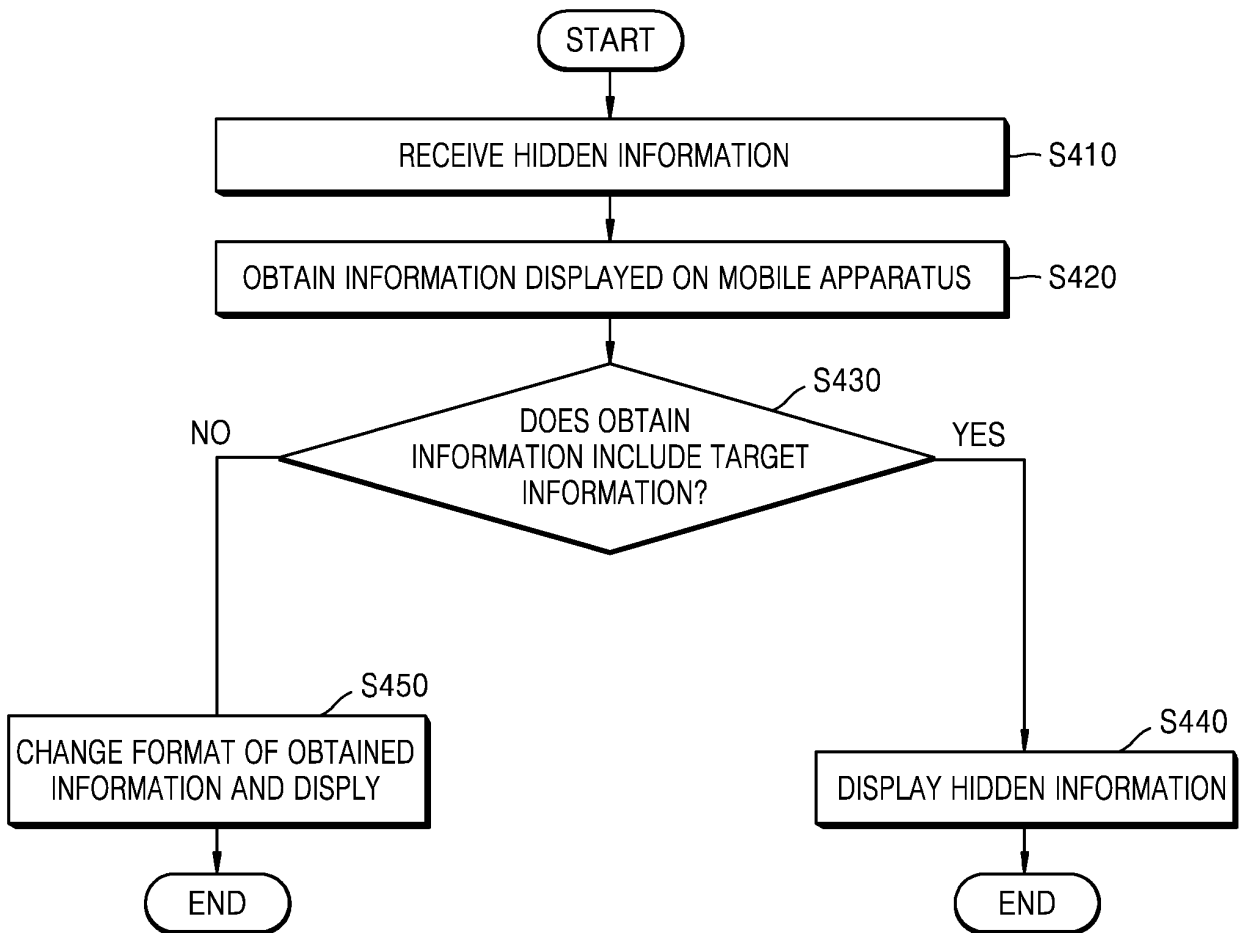 START
RECEIVE HIDDEN INFORMATION
S410
OBTAIN INFORMATION DISPLAYED ON MOBILE APPARATUS
S420
S430
DOES OBTAIN
INFORMATION INCLUDE TARGET
INFORMATION?
NO
YES
S450
CHANGE FORMAT OF OBTAINED
INFORMATION AND DISPLY
S440
DISPLAY HIDDEN INFORMATION
END
END